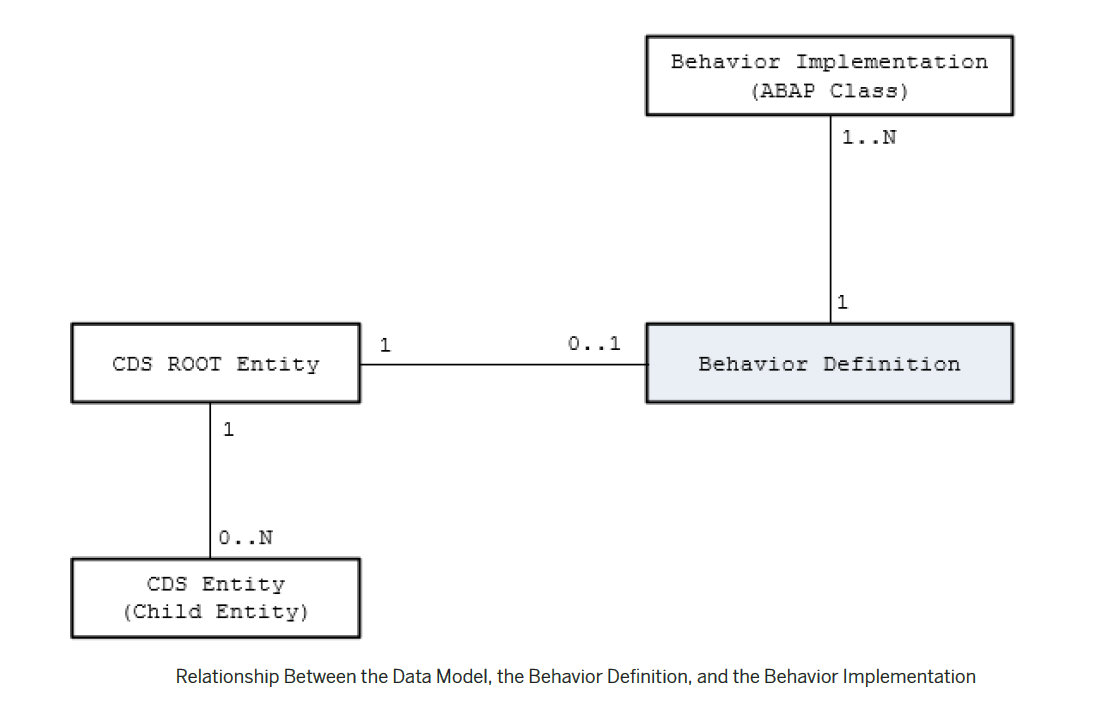 Behavior Implementation
(ABAP Class)
1..N
1
CDS ROOT Entity
1
0..1
Behavior Definition
1
0..N
CDS Entity
(Child Entity)
Relationship Between the Data Model, the Behavior Definition, and the Behavior Implementation